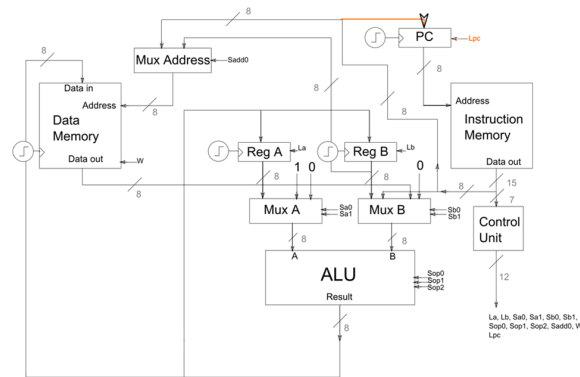 8
8
PC
Lpc
Mux Address
Sadd0
8
8
8
8
Data in
Address
Data
Memory
Data out
W
8
Address
Instruction
Memory
Data out
Reg A
La
Reg B
Lb
8
8
8
1 0
0
15
7
8
Mux A
Sa0
Sa1
Mux B
Sb0
Sb1
Control
Unit
8
8
12
A
B
ALU
Result
Sop0
Sop1
Sop2
8
La, Lb, Sa0, Sa1, Sb0, Sb1,
Sop0, Sop1, Sop2, Sadd0, W
Lpc